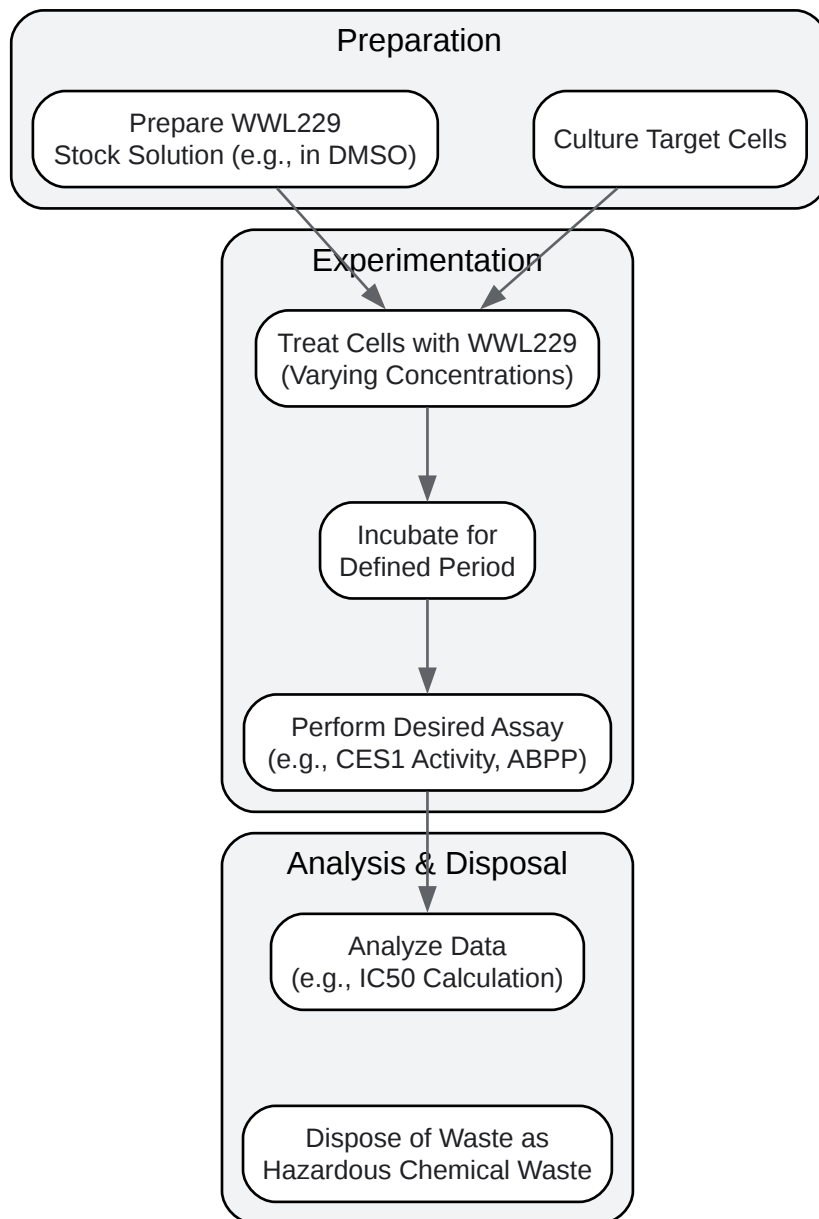 Preparation
Prepare WWL229
Stock Solution (e.g., in DMSO)
Culture Target Cells
Experimentation
Treat Cells with WWL229
(Varying Concentrations)
Incubate for
Defined Period
Perform Desired Assay
(e.g., CES1 Activity, ABPP)
Analysis & Disposal
Analyze Data
(e.g., IC50 Calculation)
Dispose of Waste as
Hazardous Chemical Waste